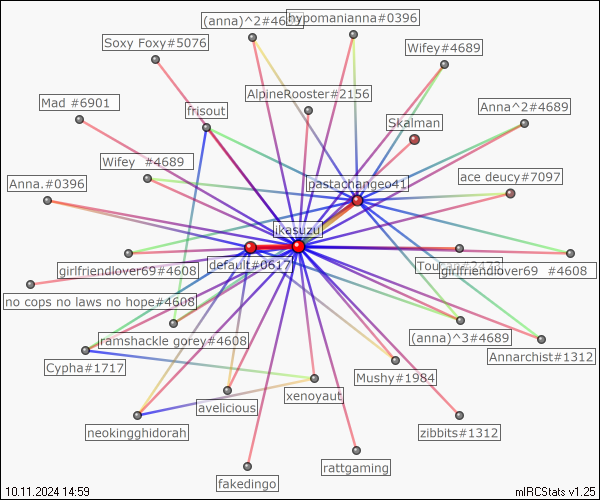 (anna)^2#4689
hypomanianna#0396
Soxy Foxy#5076
Wifey#4689
AlpineRooster#2156
Mad #6901
frisout
Anna^2#4689
Skalman
Wifey #4689
Anna.#0396
pastachangeo41
ace deucy#7097
ikasuzu
default#0617
girlfriendlover69#4608
girlfriendlover69 #4608
no cops no laws no hope#4608
ramshackle gorey#4608
(anna)^3#4689
Annarchist#1312
Cypha#1717
Mushy#1984
avelicious
xenoyaut
neokingghidorah
zibbits#1312
rattgaming
fakedingo
10.11.2024 14:59
mIRCStats v1.25